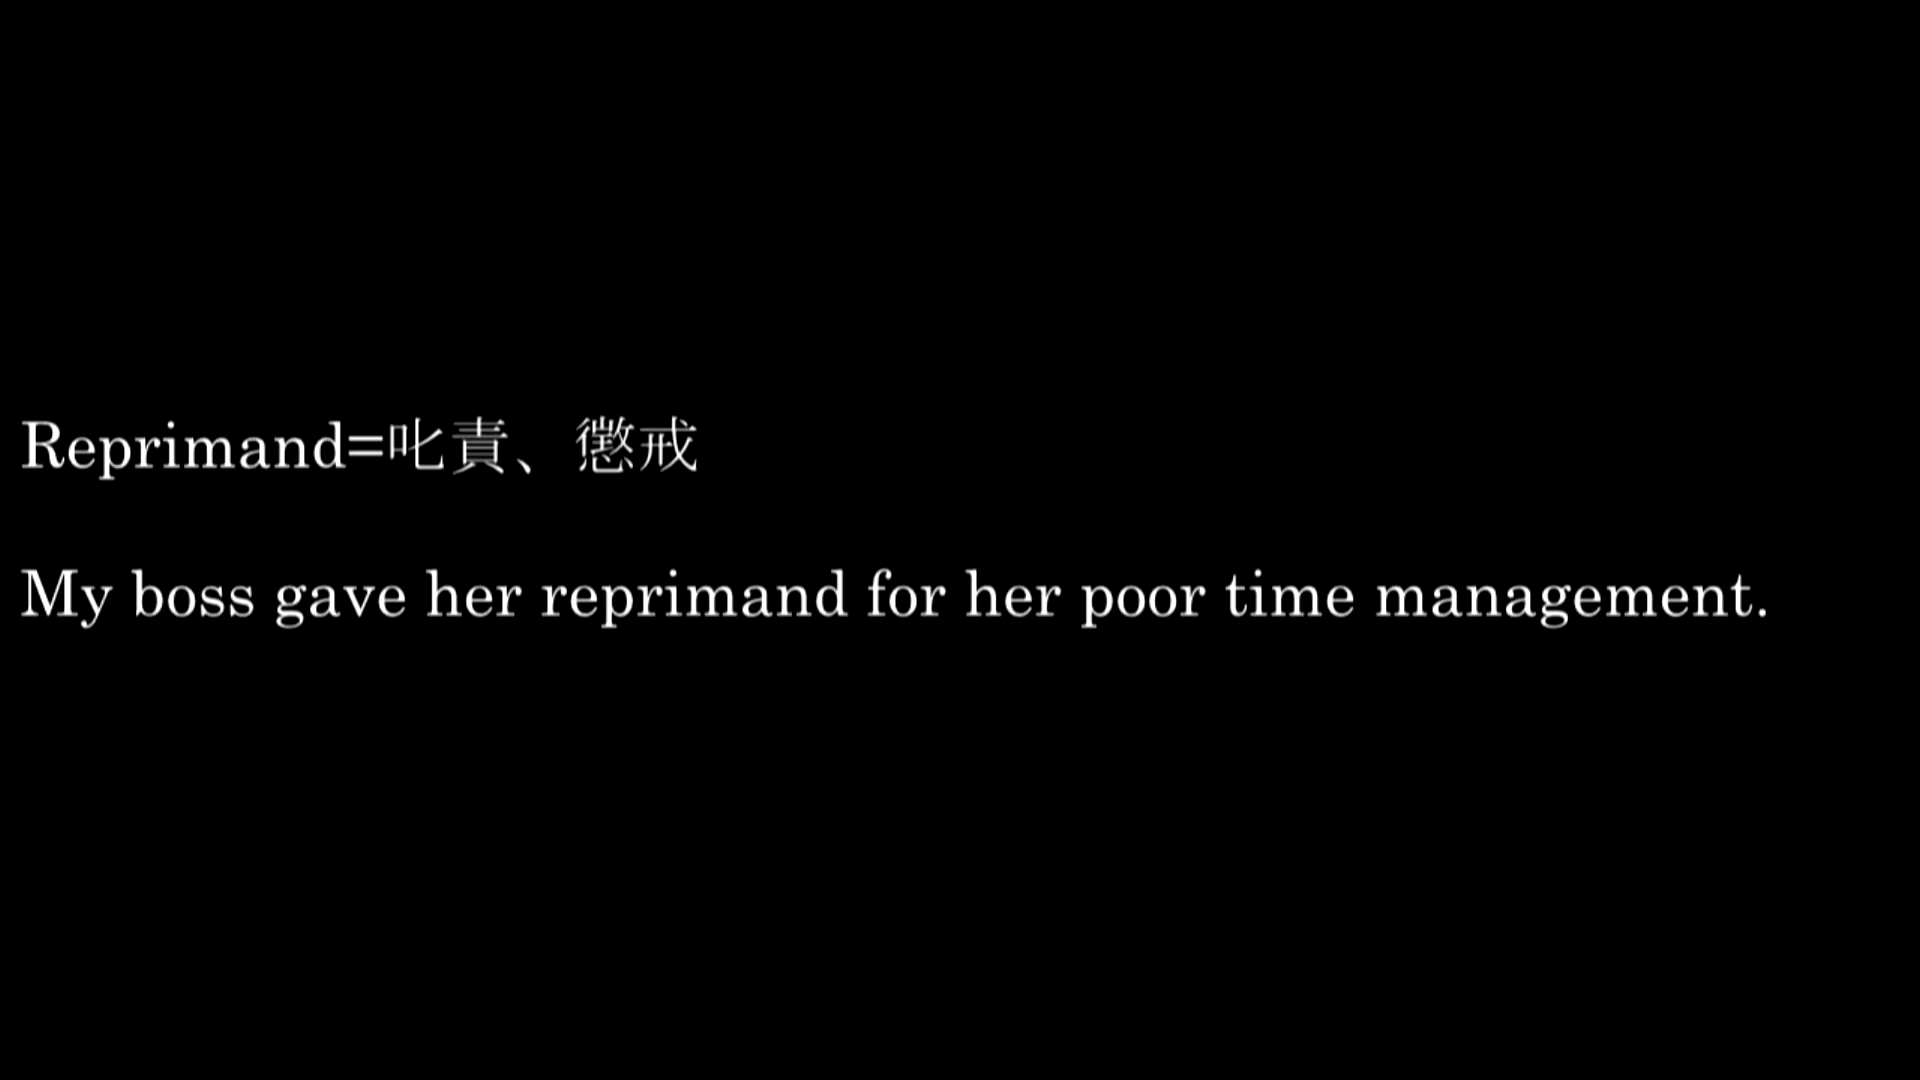 Reprimand=叱責、懲戒
My boss gave her reprimand for her poor time management.